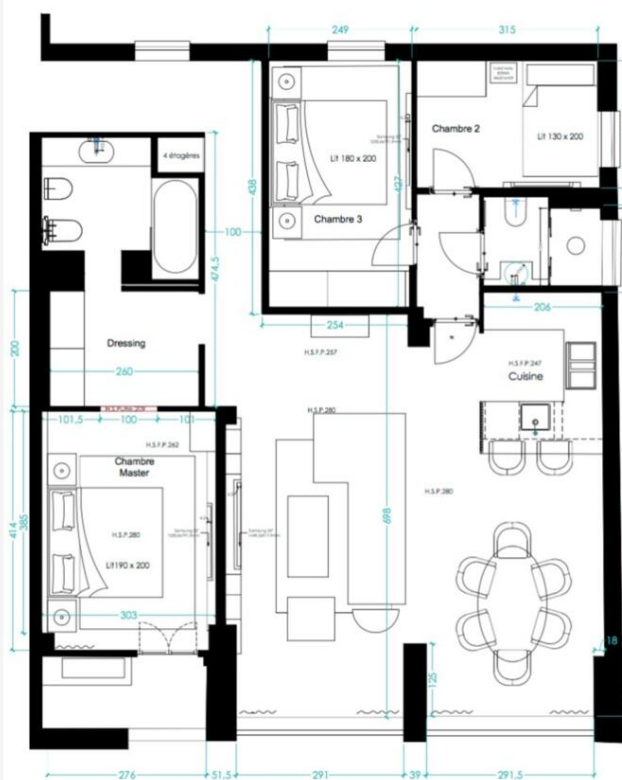 249
315
4 étagères
Chambre 2
Lit 130 x 200
Lit 180 x 200
438
427
Chambre 3
100
474,5
254
206
H.S.F.P.257
H.S.F.P.247
Cuisine
200
Dressing
260
101,5
100
101
H.S.P.280
H.S.F.P.262
Chambre
Master
H.S.P.280
414
385
698
H.S.P.280
Lit190 x 200
303
18
125
276
51,5
291
39
291,5